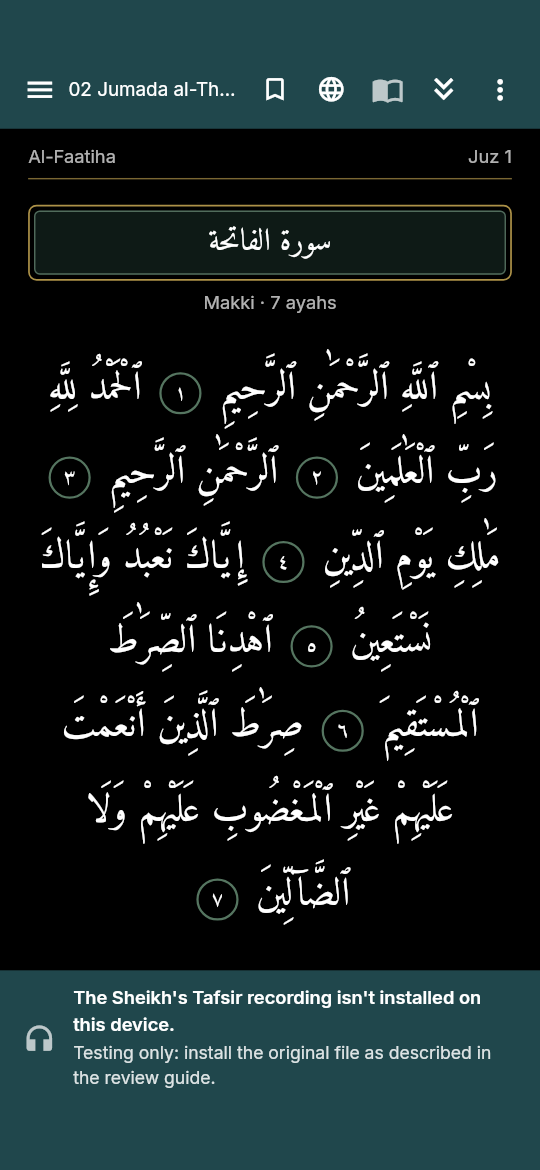 02 Jumada al-Th...
Al-Faatiha
Juz 1
سورة الفاتحة
Makki · 7 ayahs
بِسْمِ ٱللَّهِ ٱلرَّحْمَٰنِ ٱلرَّحِيمِ ١ ٱلْحَمْدُ لِلَّهِ
رَبِّ ٱلْعَٰلَمِينَ ٢ ٱلرَّحْمَٰنِ ٱلرَّحِيمِ ٣
مَٰلِكِ يَوْمِ ٱلدِّينِ ٤ إِيَّاكَ نَعْبُدُ وَإِيَّاكَ
نَسْتَعِينُ ٥ ٱهْدِنَا ٱلصِّرَٰطَ
ٱلْمُسْتَقِيمَ ٦ صِرَٰطَ ٱلَّذِينَ أَنْعَمْتَ
عَلَيْهِمْ غَيْرِ ٱلْمَغْضُوبِ عَلَيْهِمْ وَلَا
ٱلضَّآلِّينَ ٧
The Sheikh's Tafsir recording isn't installed on
this device.
Testing only: install the original file as described in
the review guide.